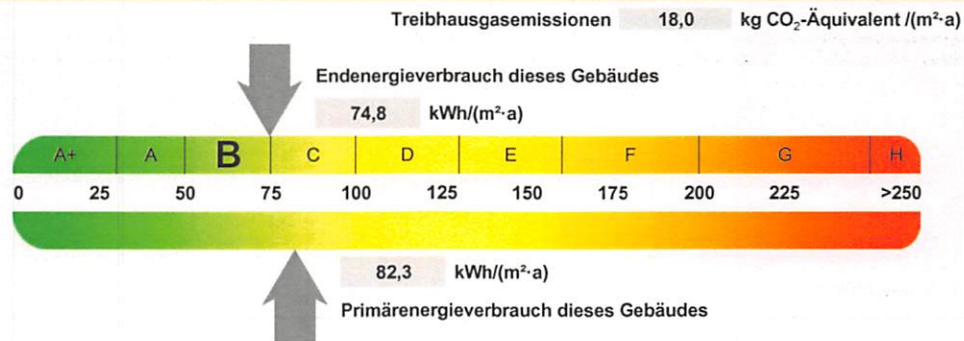 Treibhausgasemissionen 18,0 kg CO₂-Äquivalent /(m²·a)
Endenergieverbrauch dieses Gebäudes
74,8 kWh/(m²·a)
A+ A B C D E F G H
0 25 50 75 100 125 150 175 200 225 >250
82,3 kWh/(m²·a)
Primärenergieverbrauch dieses Gebäudes